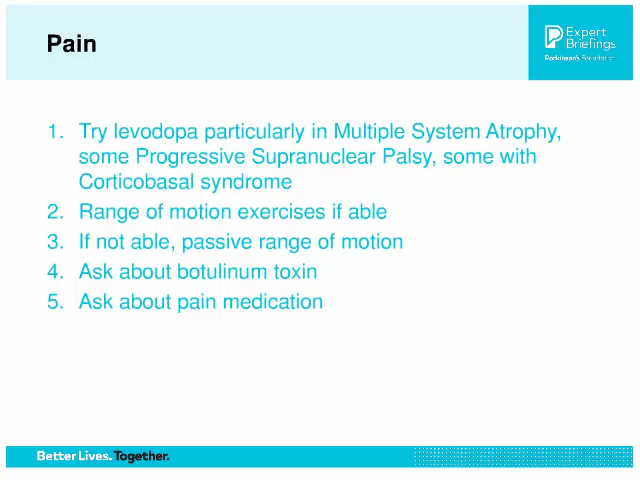 Pain
Expert
Briefings
Parkinson's Foundation
1. Try levodopa particularly in Multiple System Atrophy,
some Progressive Supranuclear Palsy, some with
Corticobasal syndrome
2. Range of motion exercises if able
3. If not able, passive range of motion
4. Ask about botulinum toxin
5. Ask about pain medication
Better Lives. Together.